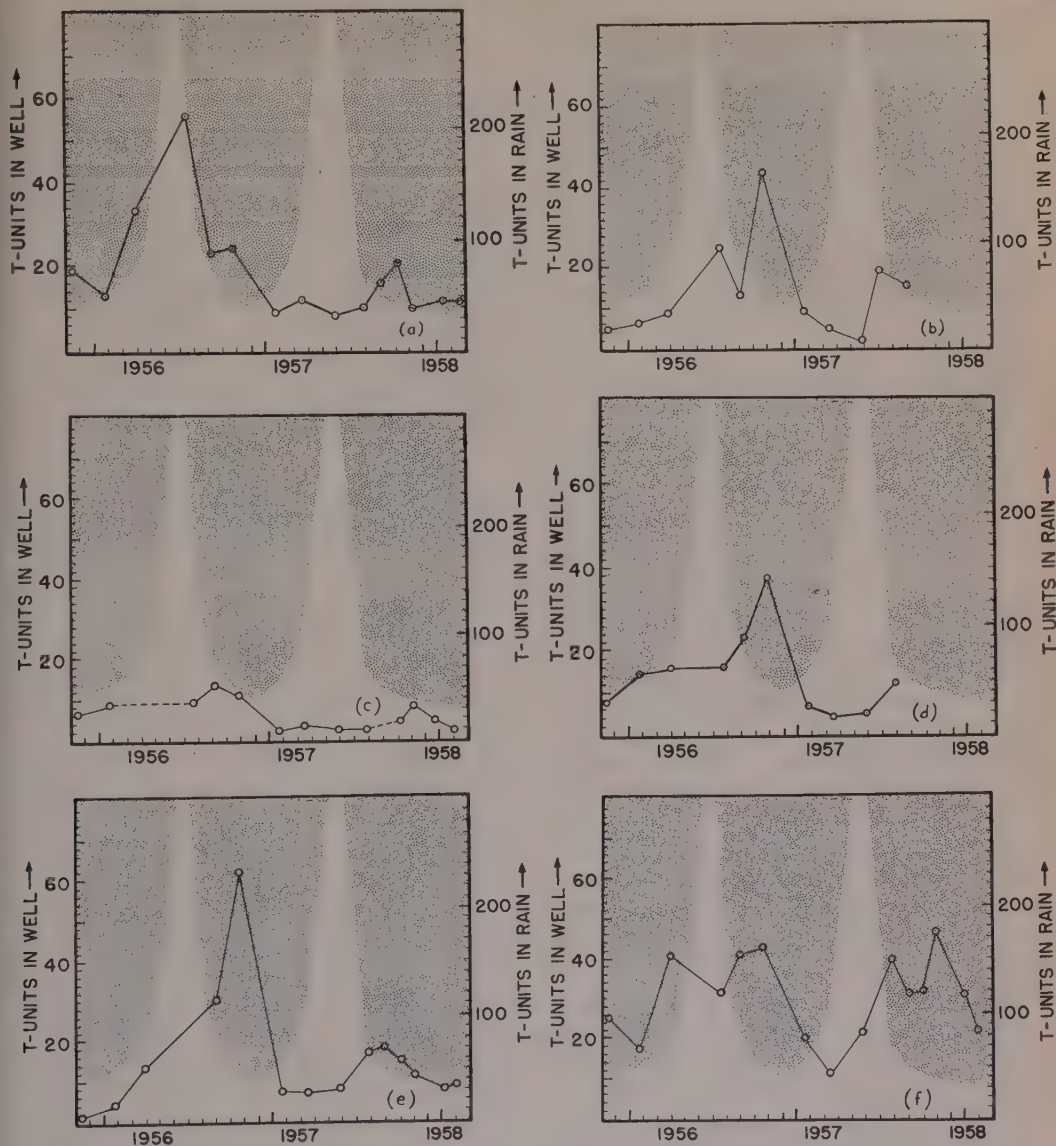 T-UNITS IN WELL →
60
40
20
200
100
T-UNITS IN RAIN →
(a)
1956
1957
1958
T-UNITS IN WELL →
60
40
20
200
100
T-UNITS IN RAIN →
(b)
1956
1957
1958
T-UNITS IN WELL →
60
40
20
200
100
T-UNITS IN RAIN →
(c)
1956
1957
1958
T-UNITS IN WELL →
60
40
20
200
100
T-UNITS IN RAIN →
(d)
1956
1957
1958
T-UNITS IN WELL →
60
40
20
200
100
T-UNITS IN RAIN →
(e)
1956
1957
1958
T-UNITS IN WELL →
60
40
20
200
100
T-UNITS IN RAIN →
(f)
1956
1957
1958